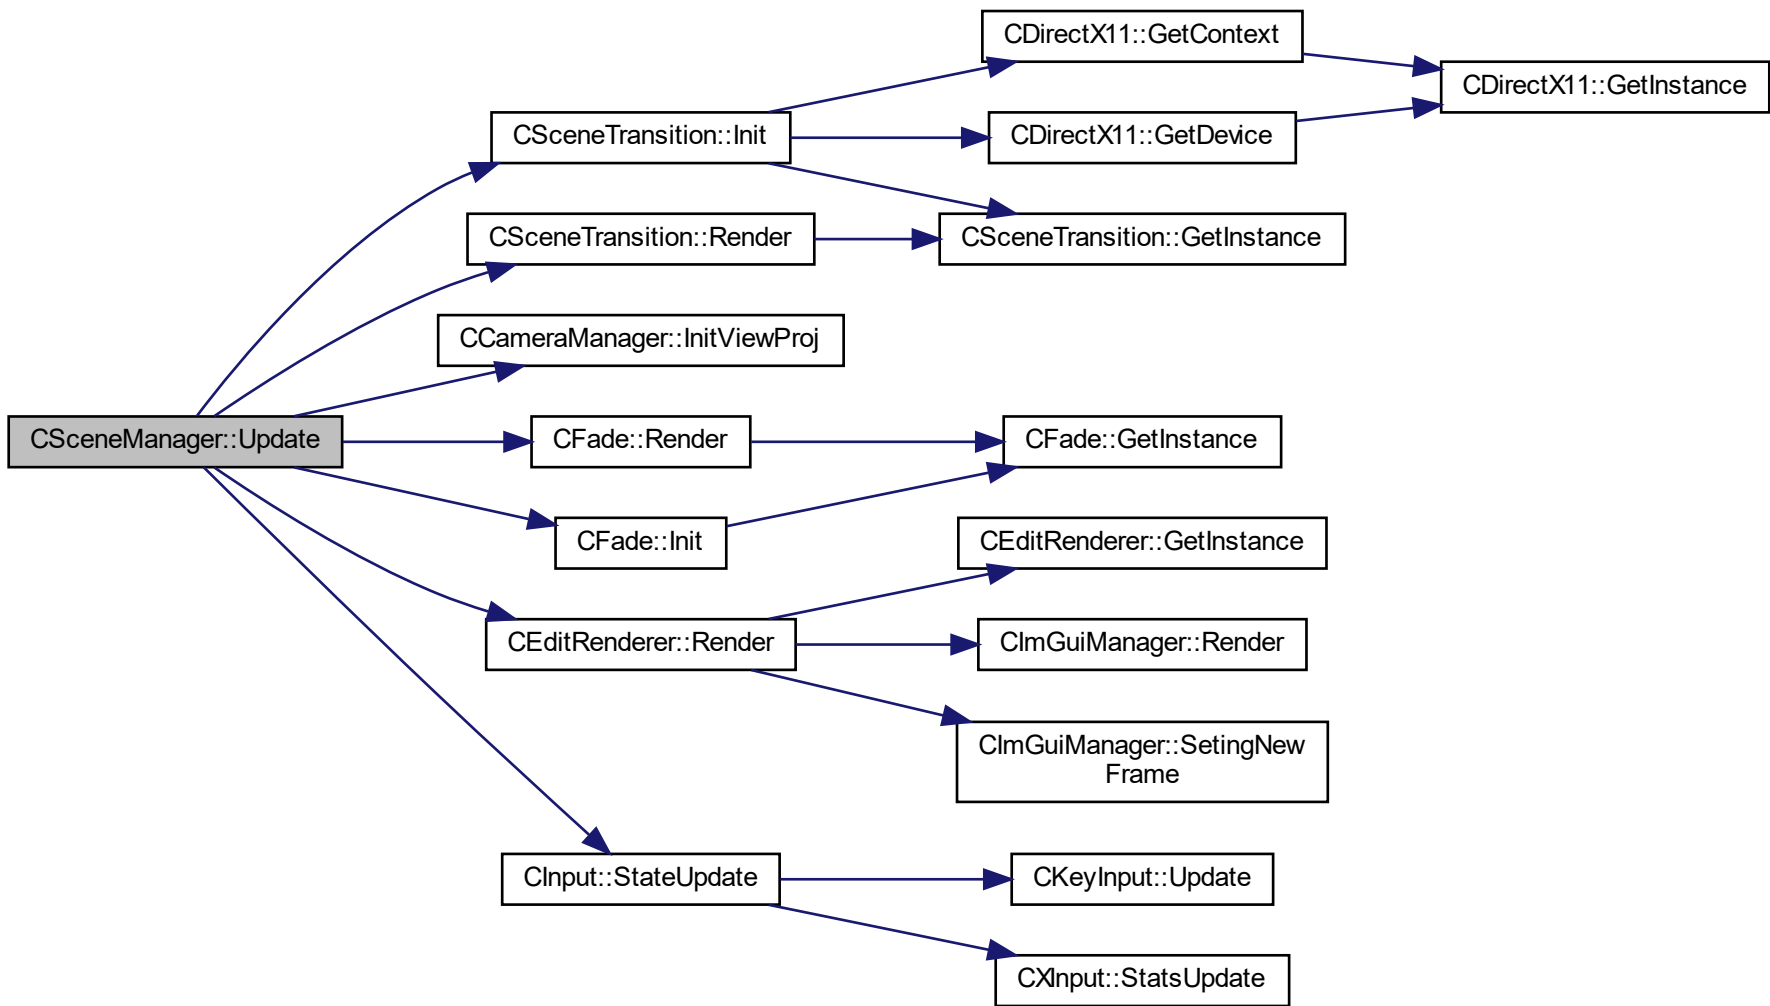 CDirectX11::GetContext
CDirectX11::GetInstance
CSceneTransition::Init
CDirectX11::GetDevice
CSceneTransition::Render
CSceneTransition::GetInstance
CCameraManager::InitViewProj
CSceneManager::Update
CFade::Render
CFade::GetInstance
CFade::Init
CEditRenderer::GetInstance
CEditRenderer::Render
CImGuiManager::Render
CImGuiManager::SetingNew
Frame
CInput::StateUpdate
CKeyInput::Update
CXInput::StatsUpdate